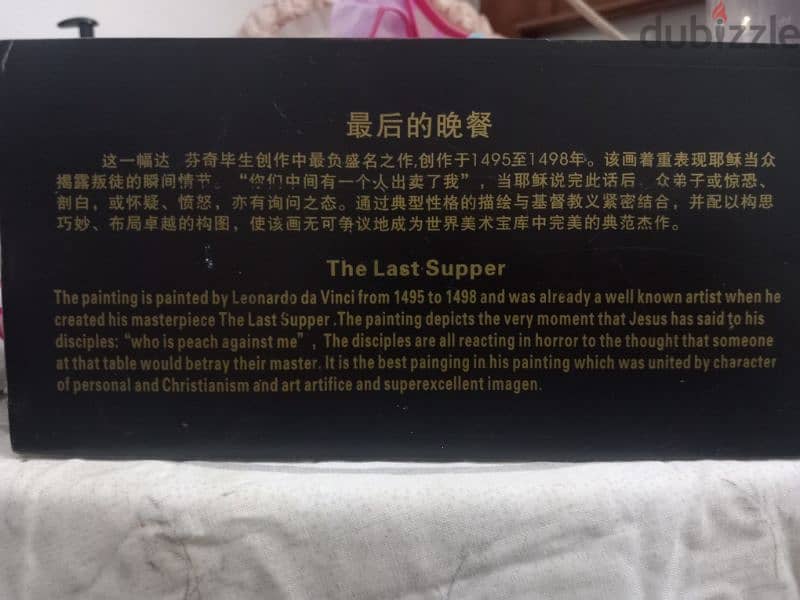 dubizzle
最后的晚餐
这一幅达 芬奇毕生创作中最负盛名之作,创作于1495至1498年。该画着重表现耶稣当众
揭露叛徒的瞬间情节。“你们中间有一个人出卖了我”，当耶稣说完此话后，众弟子或惊恐、
剖白，或怀疑、愤怒，亦有询问之态。通过典型性格的描绘与基督教义紧密结合，并配以构思
巧妙、布局卓越的构图，使该画无可争议地成为世界美术宝库中完美的典范杰作。
The Last Supper
The painting is painted by Leonardo da Vinci from 1495 to 1498 and was already a well known artist when he
created his masterpiece The Last Supper .The painting depicts the very moment that Jesus has said to his
disciples: “who is peach against me” , The disciples are all reacting in horror to the thought that someone
at that table would betray their master. It is the best painging in his painting which was united by character
of personal and Christianism and art artifice and superexcellent imagen.